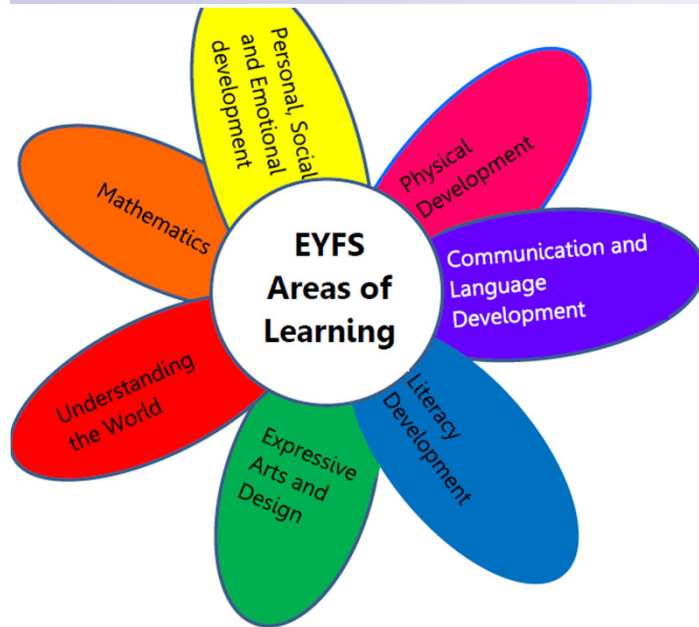 Personal, Social
and Emotional
development
Physical
Development
Communication and
Language
Development
Literacy
Development
Expressive
Arts and
Design
Understanding
the World
Mathematics
EYFS
Areas of
Learning